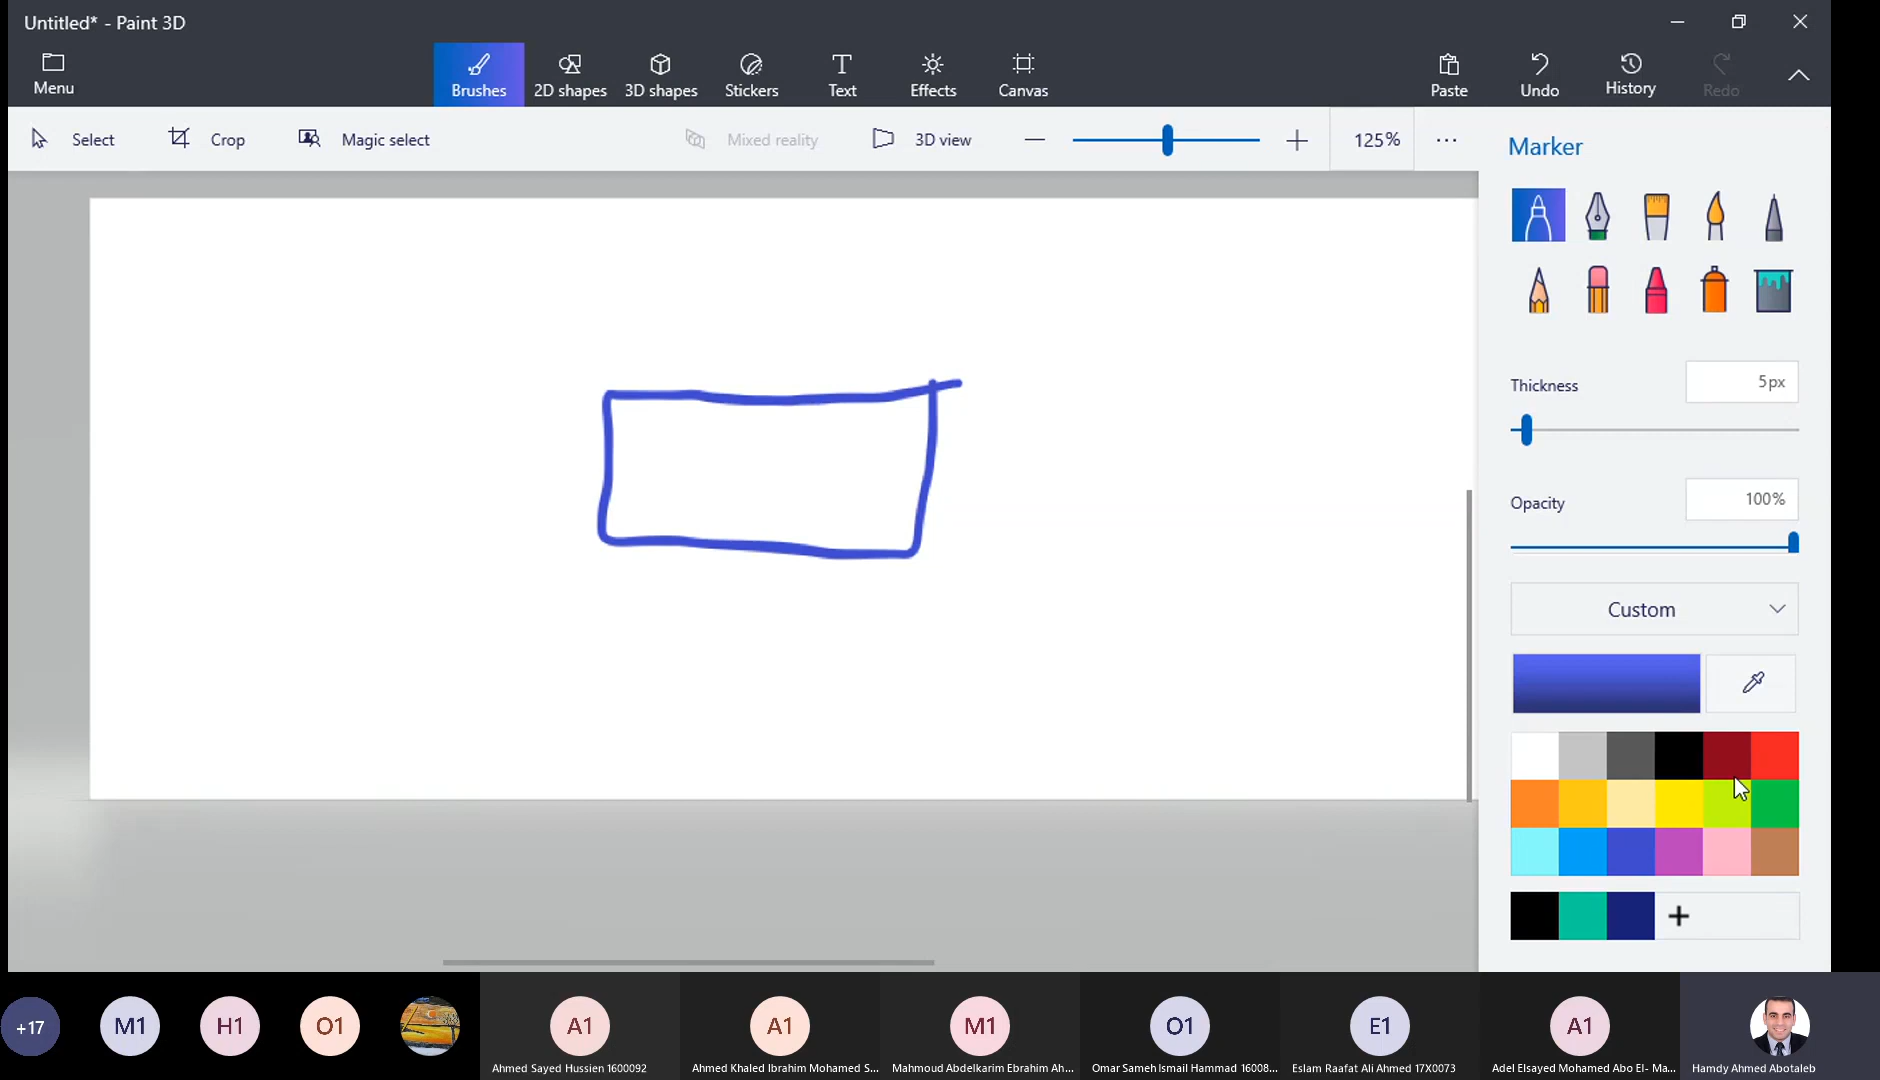 Untitled* - Paint 3D
Menu
Brushes
2D shapes
3D shapes
Stickers
Text
Effects
Canvas
Paste
Undo
History
Redo
Select
Crop
Magic select
Mixed reality
3D view
125%
Marker
Thickness
5px
Opacity
100%
Custom
+17
M1
H1
O1
A1
A1
M1
O1
E1
A1
Ahmed Sayed Hussien 1600092
Ahmed Khaled Ibrahim Mohamed S...
Mahmoud Abdelkarim Ebrahim Ah...
Omar Sameh Ismail Hammad 16008...
Eslam Raafat Ali Ahmed 17X0073
Adel Elsayed Mohamed Abo El- Ma...
Hamdy Ahmed Abotaleb